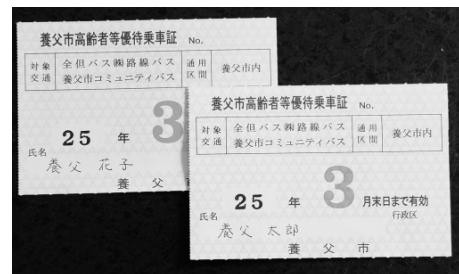 養父市高齢者等優待乗車証 No.
対象交通 全但バス㈱路線バス 養父市コミュニティバス 通用区間 養父市内
25 年 3
氏名
養父 花子
養 父
養父市高齢者等優待乗車証 No.
対象交通 全但バス㈱路線バス 養父市コミュニティバス 通用区間 養父市内
25 年 3 月末日まで有効
行政区
氏名
養父 太郎
養 父 市